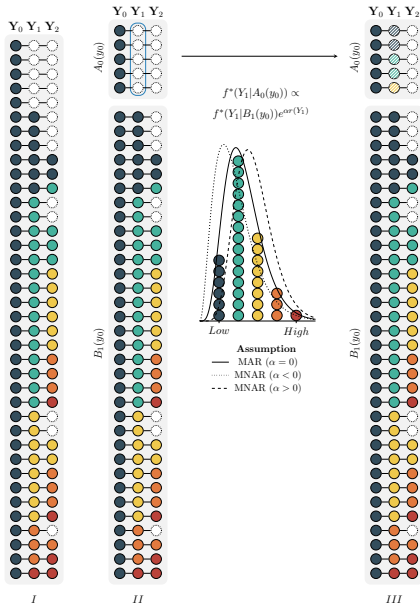 Y₀ Y₁ Y₂
Y₀ Y₁ Y₂
Y₀ Y₁ Y₂
A₀(y₀)
A₀(y₀)
f*(Y₁|A₀(y₀)) ∝
f*(Y₁|B₁(y₀))e^{αr(Y₁)}
Low
High
Assumption
MAR (α = 0)
MNAR (α < 0)
MNAR (α > 0)
B₁(y₀)
B₁(y₀)
I
II
III